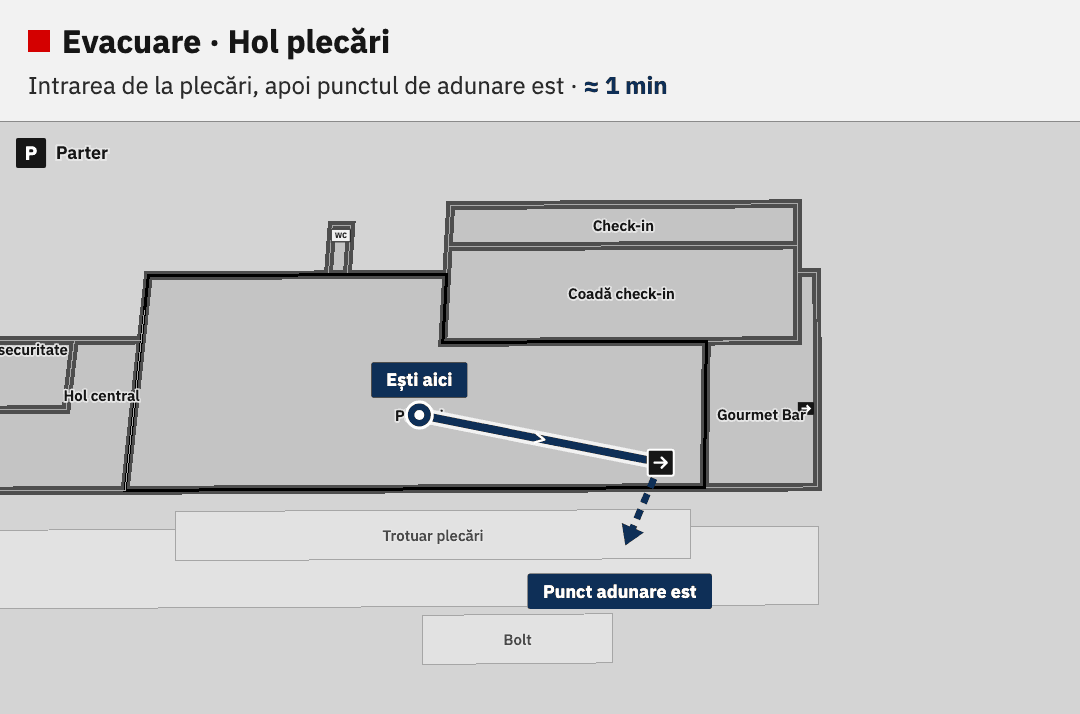 Evacuare · Hol plecări
Intrarea de la plecări, apoi punctul de adunare est · ≈ 1 min
P Parter
WC
Check-in
Coadă check-in
securitate
Hol central
Ești aici
Gourmet Bar
Trotuar plecări
Punct adunare est
Bolt